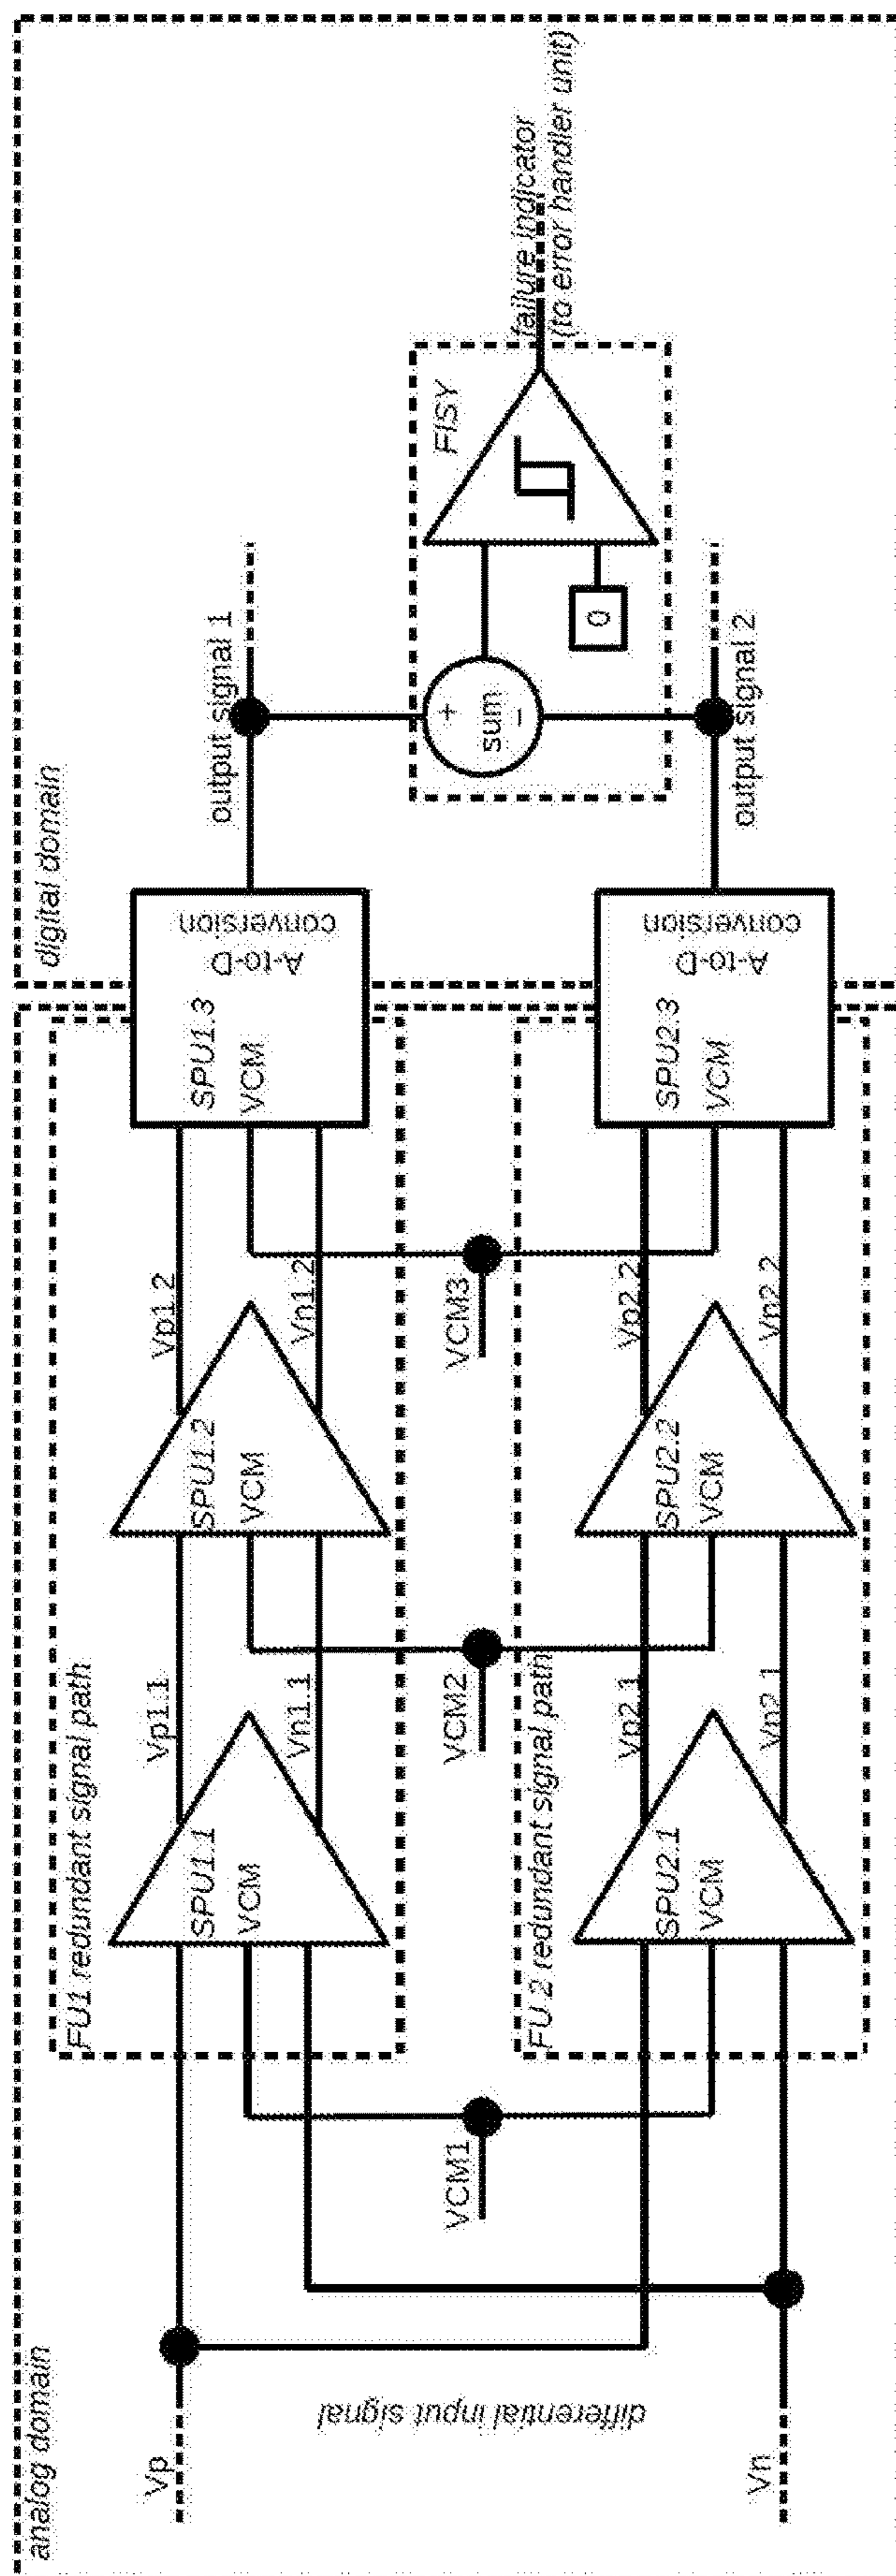 analog domain
digital domain
FU1 redundant signal path
FU 2 redundant signal path
Vp
Vn
differential input signal
VCM1
SPU1.1
VCM
Vp1.1
Vn1.1
VCM2
SPU1.2
VCM
Vp1.2
Vn1.2
VCM3
SPU1.3
VCM
A-to-D
conversion
output signal 1
SPU2.1
VCM
Vp2.1
Vn2.1
SPU2.2
VCM
Vp2.2
Vn2.2
SPU2.3
VCM
A-to-D
conversion
output signal 2
+
sum
−
0
FISY
failure indicator
(to error handler unit)